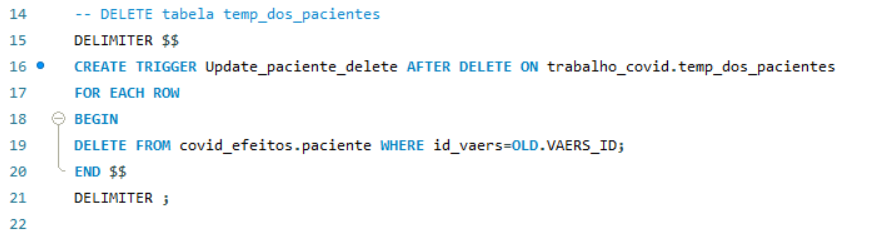 14 -- DELETE tabela temp_dos_pacientes
15 DELIMITER $$
16 CREATE TRIGGER Update_paciente_delete AFTER DELETE ON trabalho_covid.temp_dos_pacientes
17 FOR EACH ROW
18 BEGIN
19 DELETE FROM covid_efeitos.paciente WHERE id_vaers=OLD.VAERS_ID;
20 END $$
21 DELIMITER ;
22